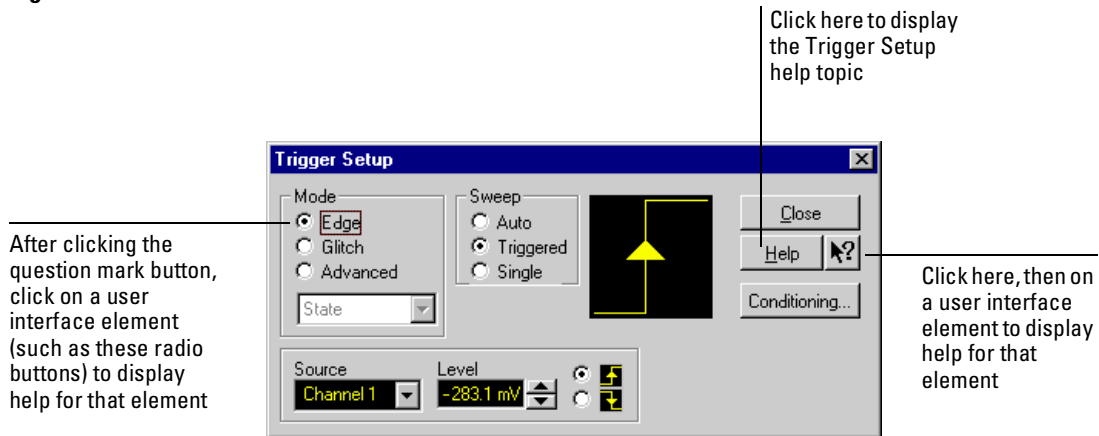 Click here to display
the Trigger Setup
help topic
Trigger Setup
Mode
Edge
Glitch
Advanced
State
Sweep
Auto
Triggered
Single
Close
Help
?
Conditioning...
After clicking the
question mark button,
click on a user
interface element
(such as these radio
buttons) to display
help for that element
Click here, then on
a user interface
element to display
help for that
element
Source
Channel 1
Level
-283.1 mV